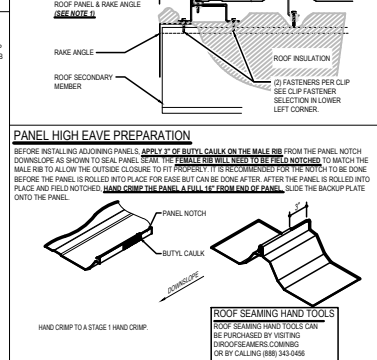 ROOF PANEL & RAKE ANGLE
(SEE NOTE 1)
RAKE ANGLE
ROOF SECONDARY
MEMBER
ROOF INSULATION
(2) FASTENERS PER CLIP
SEE CLIP FASTENER
SELECTION IN LOWER
LEFT CORNER.
PANEL HIGH EAVE PREPARATION
BEFORE INSTALLING ADJOINING PANELS, APPLY 3" OF BUTYL CAULK ON THE MALE RIB FROM THE PANEL NOTCH
DOWNSLOPE AS SHOWN TO SEAL PANEL SEAM. THE FEMALE RIB WILL NEED TO BE FIELD NOTCHED TO MATCH THE
MALE RIB TO ALLOW THE OUTSIDE CLOSURE TO FIT PROPERLY. IT IS RECOMMENDED FOR THE NOTCH TO BE DONE
BEFORE THE PANEL IS ROLLED INTO PLACE FOR EASE BUT CAN BE DONE AFTER. AFTER THE PANEL IS ROLLED INTO
PLACE AND FIELD NOTCHED, HAND CRIMP THE PANEL A FULL 16" FROM END OF PANEL. SLIDE THE BACKUP PLATE
ONTO THE PANEL.
PANEL NOTCH
3"
BUTYL CAULK
DOWNSLOPE
HAND CRIMP TO A STAGE 1 HAND CRIMP.
ROOF SEAMING HAND TOOLS
ROOF SEAMING HAND TOOLS CAN
BE PURCHASED BY VISITING
DIROOFSEAMERS.COM/NBG
OR BY CALLING (888) 343-0456